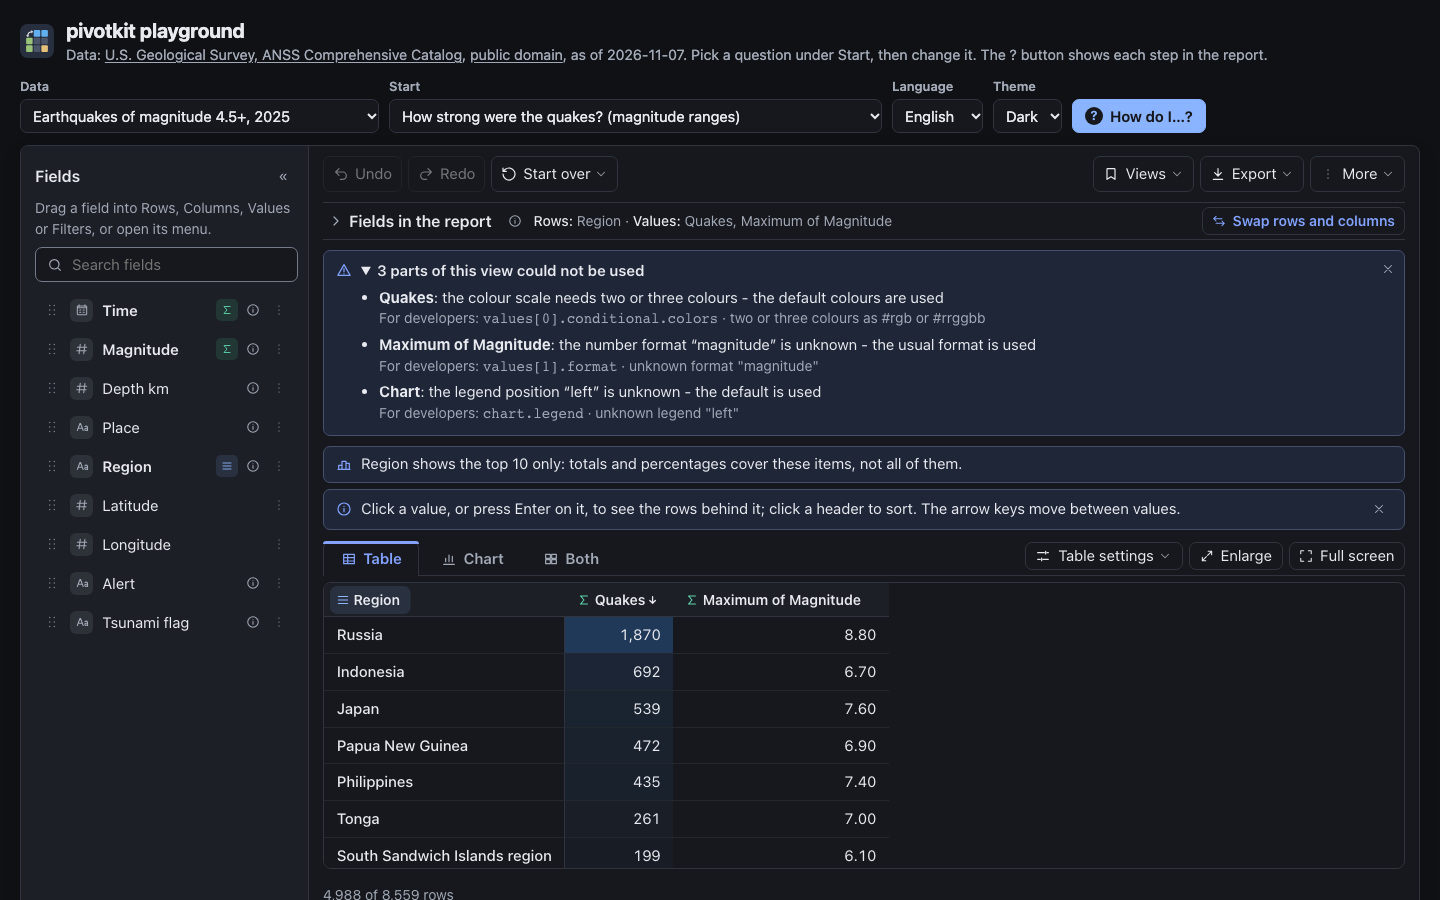 pivotkit playground
Data: U.S. Geological Survey, ANSS Comprehensive Catalog, public domain, as of 2026-11-07. Pick a question under Start, then change it. The ? button shows each step in the report.
Data
Start
Language
Theme
Earthquakes of magnitude 4.5+, 2025
How strong were the quakes? (magnitude ranges)
English
Dark
? How do I...?
Fields «
Drag a field into Rows, Columns, Values
or Filters, or open its menu.
Search fields
Time Σ
# Magnitude Σ
# Depth km
Aa Place
Aa Region
# Latitude
# Longitude
Aa Alert
Aa Tsunami flag
Undo
Redo
Start over
Views
Export
More
Fields in the report
Rows: Region · Values: Quakes, Maximum of Magnitude
Swap rows and columns
3 parts of this view could not be used
• Quakes: the colour scale needs two or three colours - the default colours are used
For developers: values[0].conditional.colors · two or three colours as #rgb or #rrggbb
• Maximum of Magnitude: the number format “magnitude” is unknown - the usual format is used
For developers: values[1].format · unknown format "magnitude"
• Chart: the legend position “left” is unknown - the default is used
For developers: chart.legend · unknown legend "left"
Region shows the top 10 only: totals and percentages cover these items, not all of them.
Click a value, or press Enter on it, to see the rows behind it; click a header to sort. The arrow keys move between values.
Table
Chart
Both
Table settings
Enlarge
Full screen
Region Σ Quakes ↓ Σ Maximum of Magnitude
Russia 1,870 8.80
Indonesia 692 6.70
Japan 539 7.60
Papua New Guinea 472 6.90
Philippines 435 7.40
Tonga 261 7.00
South Sandwich Islands region 199 6.10
4,988 of 8,559 rows